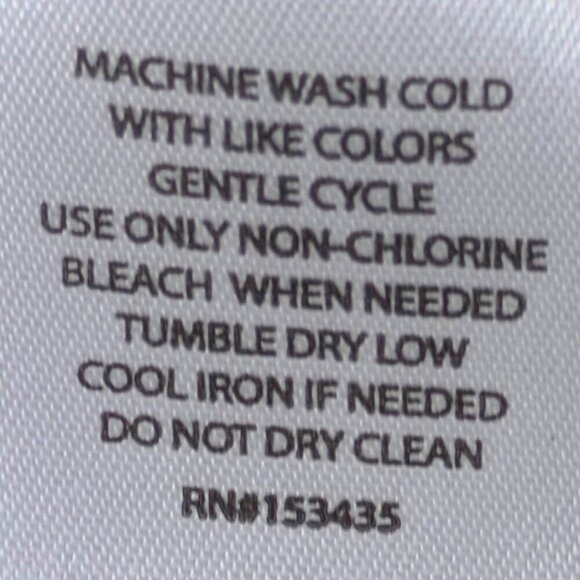 MACHINE WASH COLD
WITH LIKE COLORS
GENTLE CYCLE
USE ONLY NON-CHLORINE
BLEACH WHEN NEEDED
TUMBLE DRY LOW
COOL IRON IF NEEDED
DO NOT DRY CLEAN
RN#153435